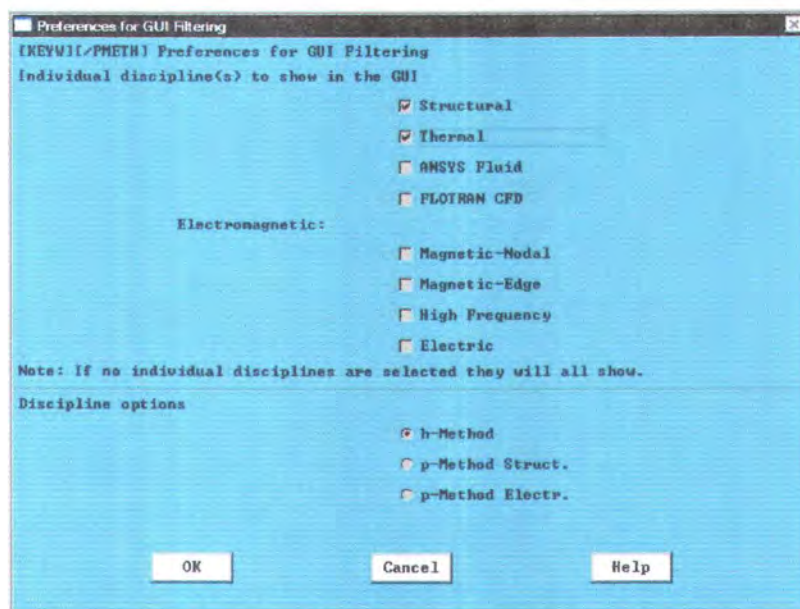 Preferences for GUI Filtering
[KEYW][/PMETH] Preferences for GUI Filtering
Individual discipline(s) to show in the GUI
Structural
Thermal
ANSYS Fluid
FLOTRAN CFD
Electromagnetic:
Magnetic-Nodal
Magnetic-Edge
High Frequency
Electric
Note: If no individual disciplines are selected they will all show.
Discipline options
h-Method
p-Method Struct.
p-Method Electr.
OK Cancel Help